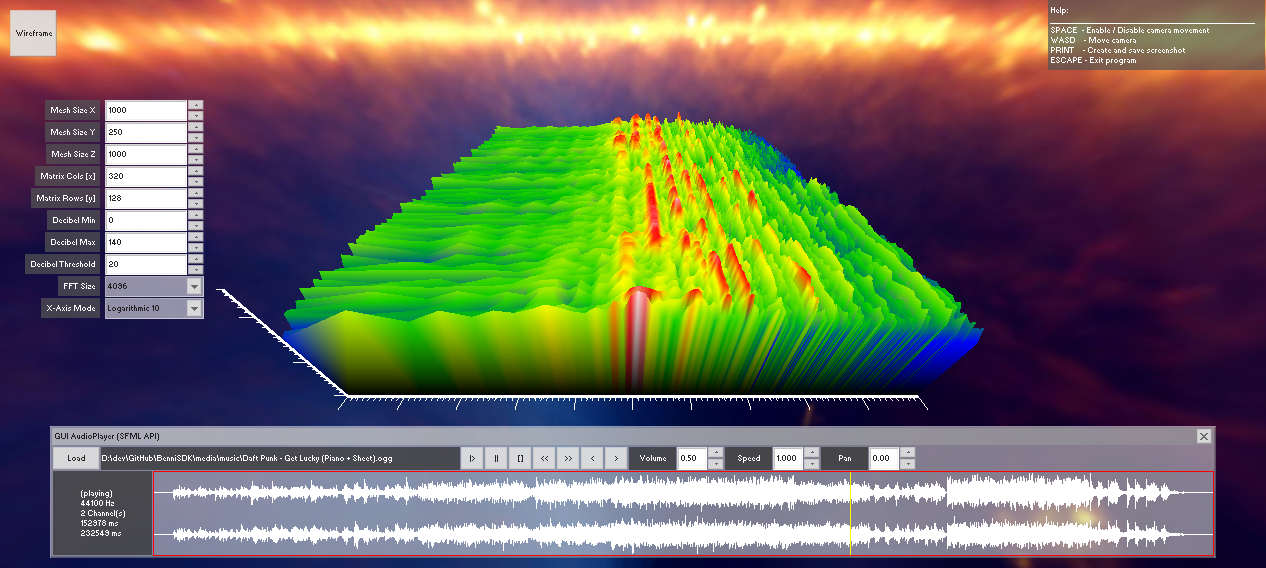 Wireframe
Help:
SPACE - Enable / Disable camera movement
WASD - Move camera
PRINT - Create and save screenshot
ESCAPE - Exit program
Mesh Size X 1000
Mesh Size Y 250
Mesh Size Z 1000
Matrix Cols [x] 320
Matrix Rows [y] 128
Decibel Min 0
Decibel Max 140
Decibel Threshold 20
FFT Size 4096
X-Axis Mode Logarithmic 10
GUI AudioPlayer (SFML API)
Load D:\dev\GitHub\BenniSDK\media\music\Daft Punk - Get Lucky (Piano + Sheet).ogg |> || [] << >> < > Volume 0.50 Speed 1.000 Pan 0.00
(playing)
44100 Hz
2 Channel(s)
152978 ms
232549 ms